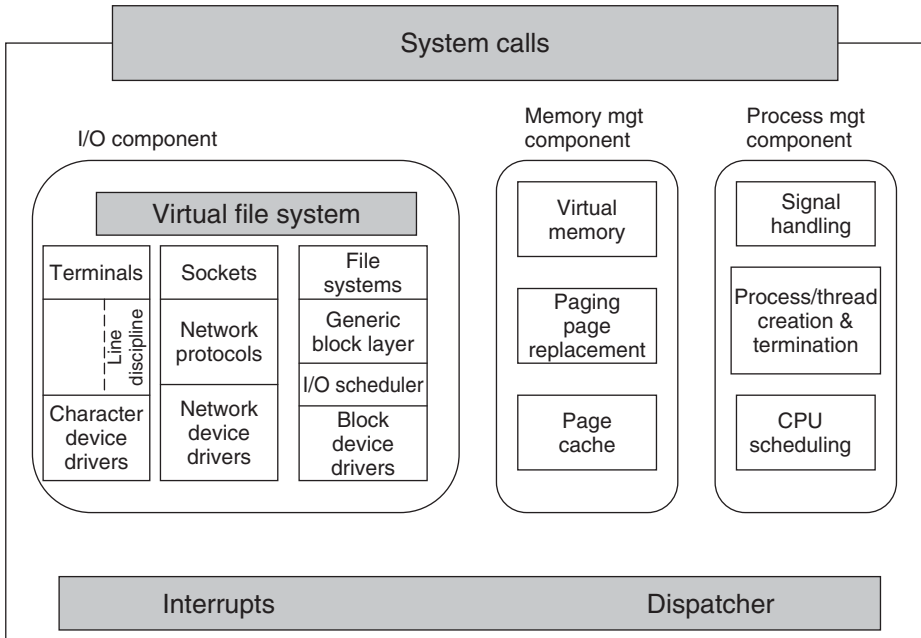 System calls
I/O component
Memory mgt
component
Process mgt
component
Virtual file system
Terminals
Line
discipline
Character
device
drivers
Sockets
Network
protocols
Network
device
drivers
File
systems
Generic
block layer
I/O scheduler
Block
device
drivers
Virtual
memory
Paging
page
replacement
Page
cache
Signal
handling
Process/thread
creation &
termination
CPU
scheduling
Interrupts
Dispatcher